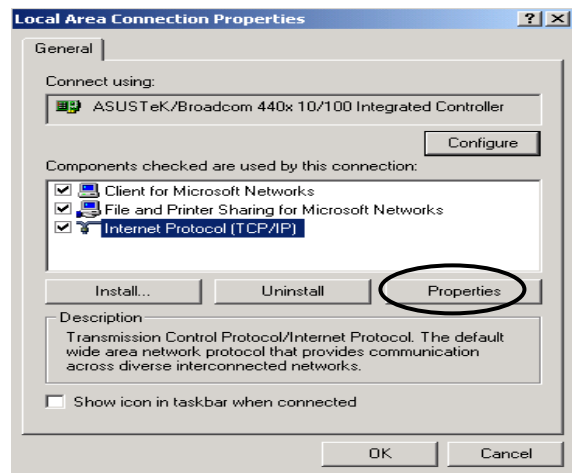 Local Area Connection Properties
General
Connect using:
ASUSTeK/Broadcom 440x 10/100 Integrated Controller
Configure
Components checked are used by this connection:
Client for Microsoft Networks
File and Printer Sharing for Microsoft Networks
Internet Protocol (TCP/IP)
Install...
Uninstall
Properties
Description
Transmission Control Protocol/Internet Protocol. The default
wide area network protocol that provides communication
across diverse interconnected networks.
Show icon in taskbar when connected
OK
Cancel